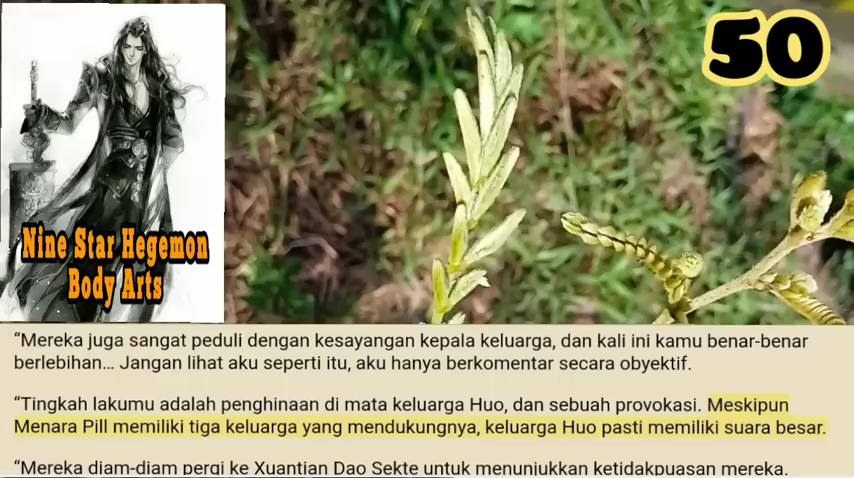 50
Nine Star Hegemon
Body Arts
“Mereka juga sangat peduli dengan kesayangan kepala keluarga, dan kali ini kamu benar-benar
berlebihan… Jangan lihat aku seperti itu, aku hanya berkomentar secara obyektif.
“Tingkah lakumu adalah penghinaan di mata keluarga Huo, dan sebuah provokasi. Meskipun
Menara Pill memiliki tiga keluarga yang mendukungnya, keluarga Huo pasti memiliki suara besar.
“Mereka diam-diam pergi ke Xuantian Dao Sekte untuk menunjukkan ketidakpuasan mereka.